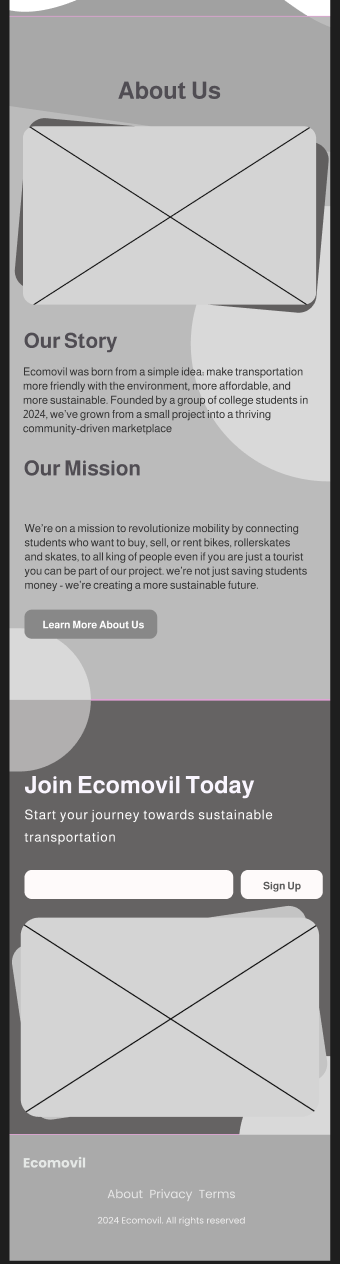 About Us
Our Story
Ecomovil was born from a simple idea: make transportation
more friendly with the environment, more affordable, and
more sustainable. Founded by a group of college students in
2024, we've grown from a small project into a thriving
community-driven marketplace
Our Mission
We're on a mission to revolutionize mobility by connecting
students who want to buy, sell, or rent bikes, rollerskates
and skates, to all king of people even if you are just a tourist
you can be part of our project. we're not just saving students
money - we're creating a more sustainable future.
Learn More About Us
Join Ecomovil Today
Start your journey towards sustainable
transportation
Sign Up
Ecomovil
About Privacy Terms
2024 Ecomovil. All rights reserved